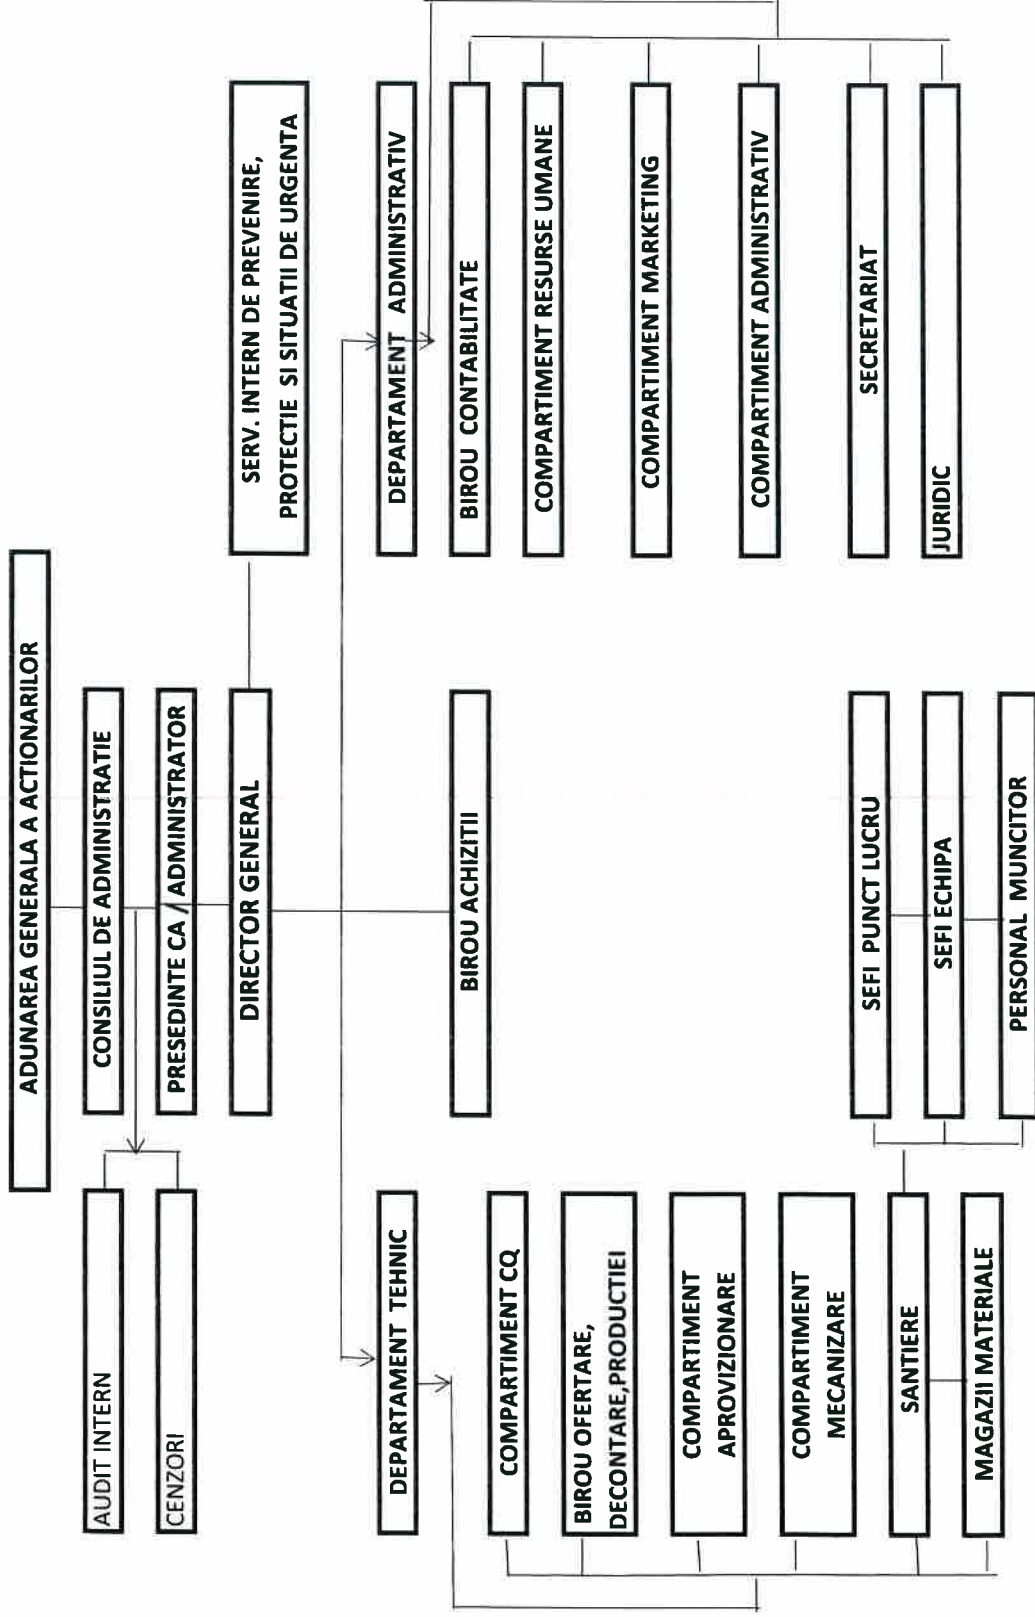 ADUNAREA GENERALA A ACTIONARILOR
AUDIT INTERN
CONSILIUL DE ADMINISTRATIE
CENZORI
PRESEDINTE CA / ADMINISTRATOR
DIRECTOR GENERAL
SERV. INTERN DE PREVENIRE,
PROTECTIE SI SITUATII DE URGENTA
DEPARTAMENT TEHNIC
DEPARTAMENT ADMINISTRATIV
BIROU ACHIZITII
BIROU CONTABILITATE
COMPARTIMENT CQ
COMPARTIMENT RESURSE UMANE
BIROU OFERTARE,
DECONTARE,PRODUCTIEI
COMPARTIMENT MARKETING
COMPARTIMENT
APROVIZIONARE
COMPARTIMENT ADMINISTRATIV
COMPARTIMENT
MECANIZARE
SEFI PUNCT LUCRU
SECRETARIAT
SANTIERE
SEFI ECHIPA
JURIDIC
MAGAZII MATERIALE
PERSONAL MUNCITOR